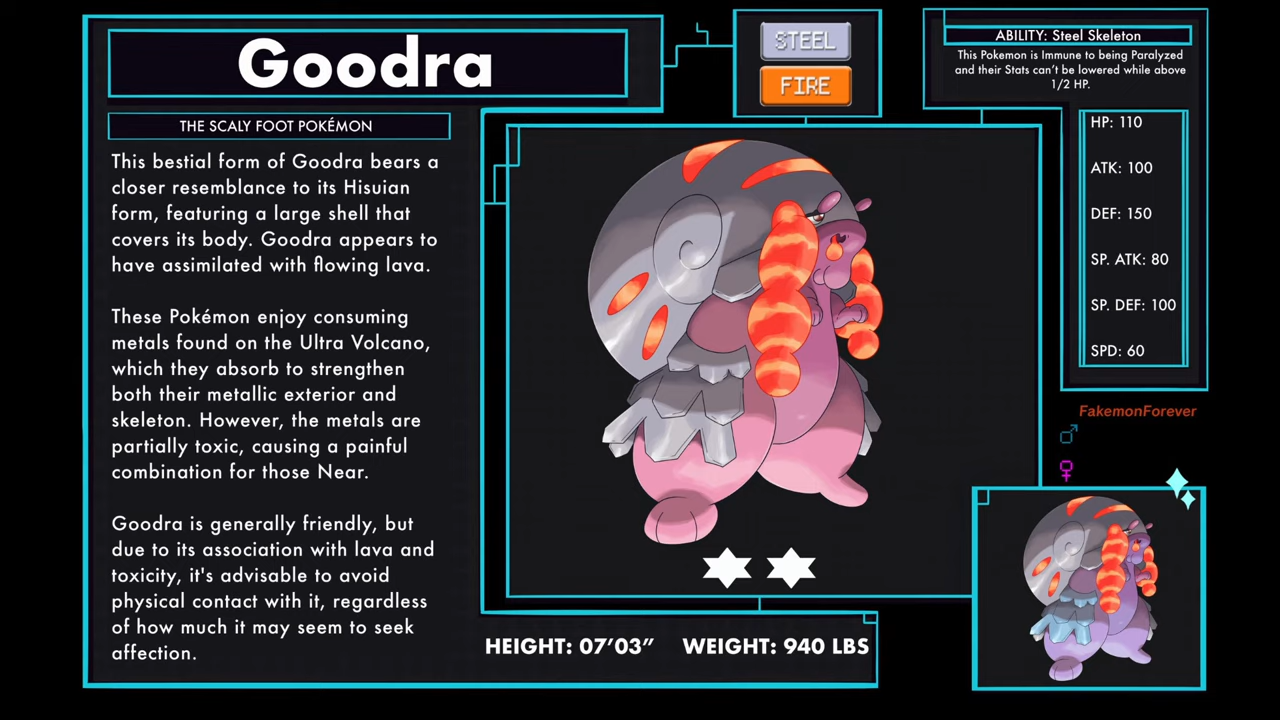 Goodra
THE SCALY FOOT POKÉMON
This bestial form of Goodra bears a
closer resemblance to its Hisuian
form, featuring a large shell that
covers its body. Goodra appears to
have assimilated with flowing lava.
These Pokémon enjoy consuming
metals found on the Ultra Volcano,
which they absorb to strengthen
both their metallic exterior and
skeleton. However, the metals are
partially toxic, causing a painful
combination for those Near.
Goodra is generally friendly, but
due to its association with lava and
toxicity, it's advisable to avoid
physical contact with it, regardless
of how much it may seem to seek
affection.
STEEL
FIRE
HEIGHT: 07'03” WEIGHT: 940 LBS
ABILITY: Steel Skeleton
This Pokemon is Immune to being Paralyzed
and their Stats can’t be lowered while above
1/2 HP.
HP: 110
ATK: 100
DEF: 150
SP. ATK: 80
SP. DEF: 100
SPD: 60
FakemonForever